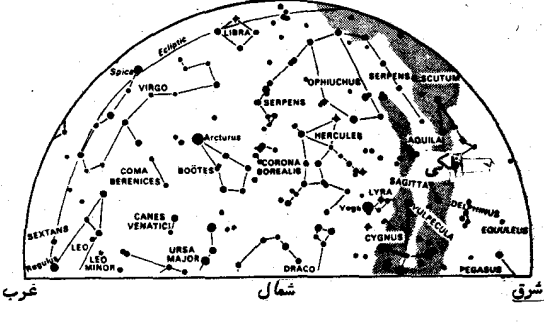 LIBRA
Ecliptic
Spica
VIRGO
OPHIUCHUS
SERPENS
SCUTUM
SERPENS
Arcturus
HERCULES
AQUILA
COMA
BERENICES
BOÖTES
CORONA
BOREALIS
SAGITTA
LYRA
Vega
DELPHINUS
VULPECULA
EQUULEUS
CANES
VENATICI
CYGNUS
SEXTANS
LEO
Regulus
LEO
MINOR
URSA
MAJOR
DRACO
PEGASUS
غرب
شمال
شرق